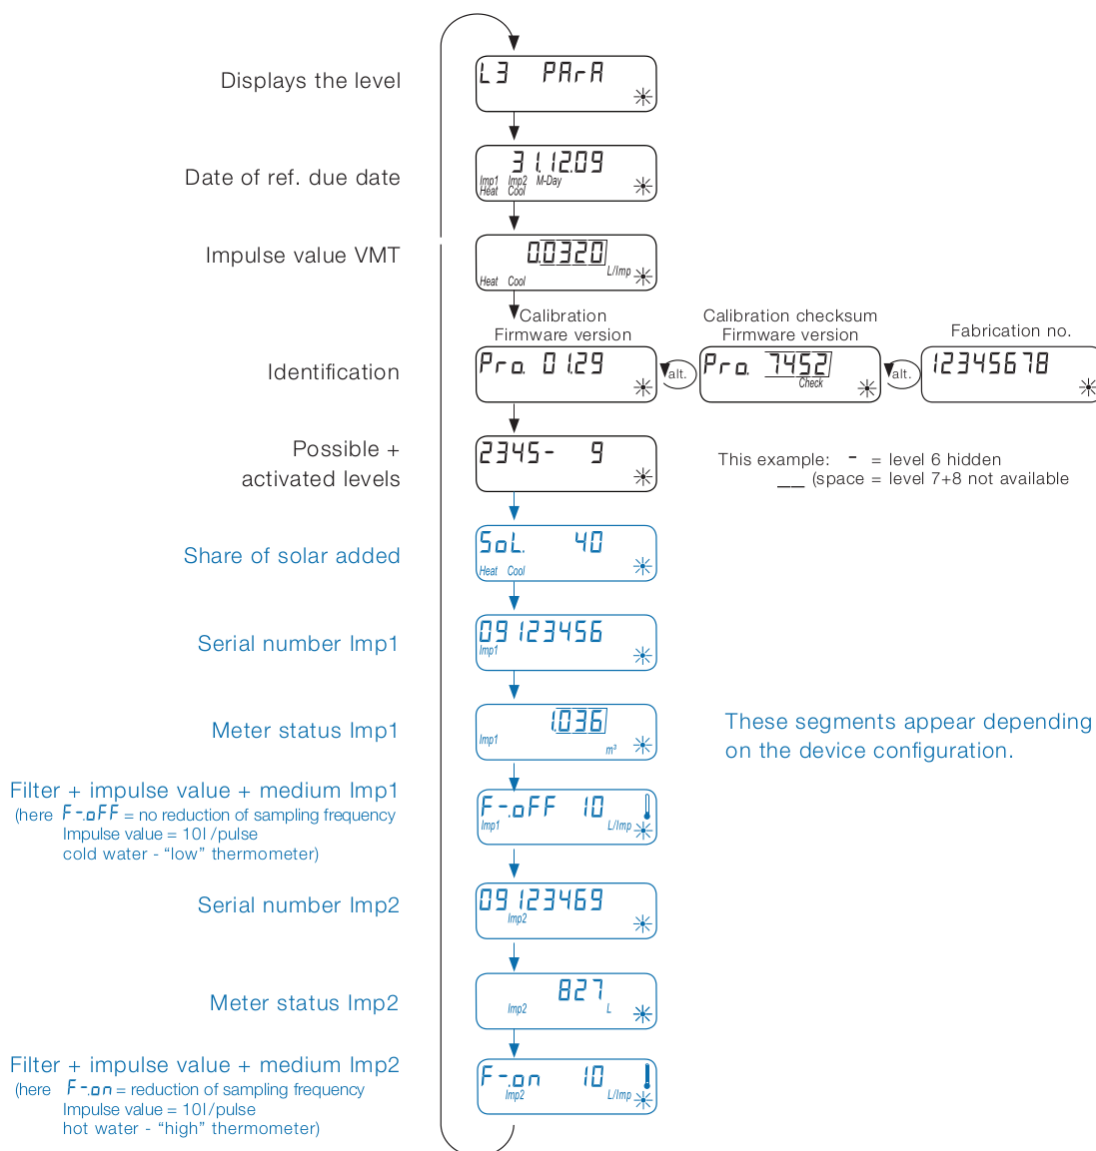 Displays the level
L3 PArA
Date of ref. due date
31.12.09
Imp1 Imp2 M-Day
Heat Cool
Impulse value VMT
0.0320
Heat Cool L/Imp
Calibration
Firmware version
Calibration checksum
Firmware version
Fabrication no.
Identification
Pro. 01.29
alt.
Pro. 7452
Check
alt.
12345678
Possible +
activated levels
2345- 9
This example: - = level 6 hidden
__ (space = level 7+8 not available
Share of solar added
SoL. 40
Heat Cool
Serial number Imp1
09123456
Imp1
Meter status Imp1
1.036
Imp1 m³
These segments appear depending
on the device configuration.
Filter + impulse value + medium Imp1
(here F-.oFF = no reduction of sampling frequency
Impulse value = 10l/pulse
cold water - “low” thermometer)
F-.oFF 10
Imp1 L/Imp
Serial number Imp2
09123469
Imp2
Meter status Imp2
827
Imp2 L
Filter + impulse value + medium Imp2
(here F-.on = reduction of sampling frequency
Impulse value = 10l/pulse
hot water - “high” thermometer)
F-.on 10
Imp2 L/Imp